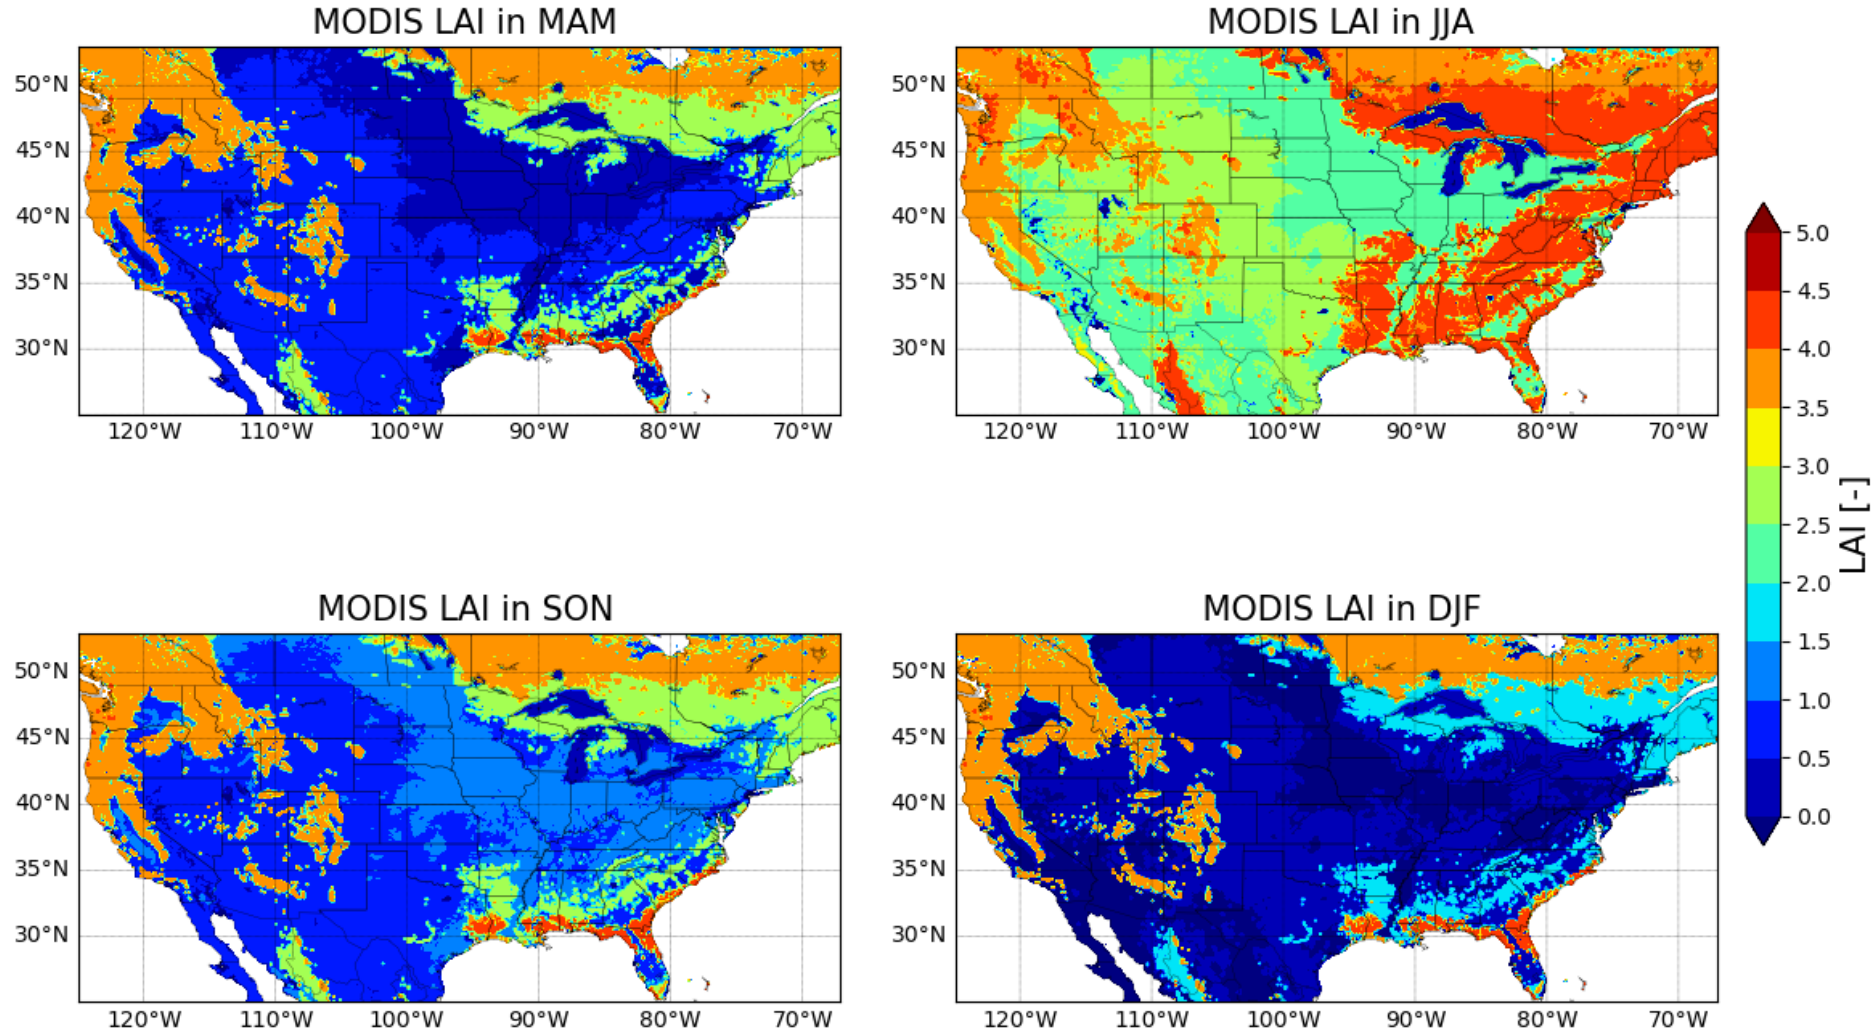 MODIS LAI in MAM
50°N
45°N
40°N
35°N
30°N
120°W 110°W 100°W 90°W 80°W 70°W
MODIS LAI in JJA
50°N
45°N
40°N
35°N
30°N
120°W 110°W 100°W 90°W 80°W 70°W
MODIS LAI in SON
50°N
45°N
40°N
35°N
30°N
120°W 110°W 100°W 90°W 80°W 70°W
MODIS LAI in DJF
50°N
45°N
40°N
35°N
30°N
120°W 110°W 100°W 90°W 80°W 70°W
5.0
4.5
4.0
3.5
3.0
2.5
2.0
1.5
1.0
0.5
0.0
LAI [-]